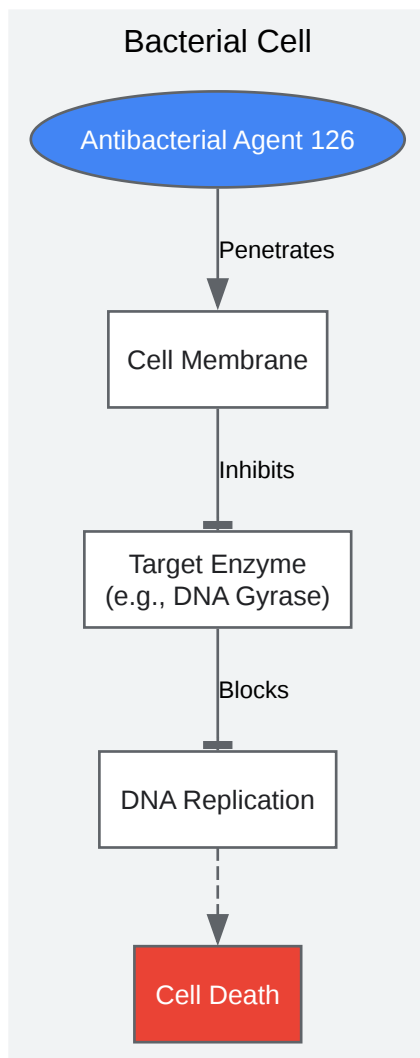 Bacterial Cell
Antibacterial Agent 126
Penetrates
Cell Membrane
Inhibits
Target Enzyme
(e.g., DNA Gyrase)
Blocks
DNA Replication
Cell Death